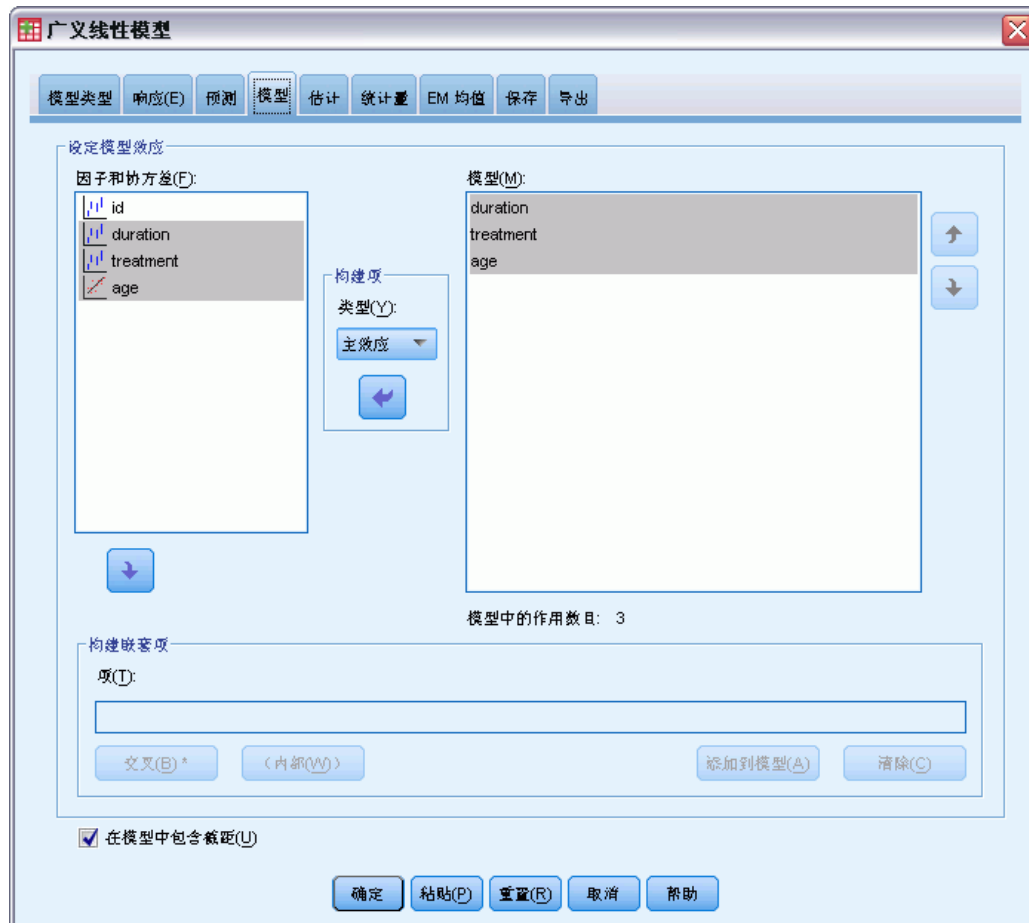 广义线性模型
模型类型 响应(E) 预测 模型 估计 统计量 EM 均值 保存 导出
设定模型效应
因子和协方差(F):
id
duration
treatment
age
构建项
类型(Y):
主效应
模型(M):
duration
treatment
age
模型中的作用数目: 3
构建嵌套项
项(T):
交叉(B) * (内部(W)) 添加到模型(A) 清除(C)
在模型中包含截距(U)
确定 粘贴(P) 重置(R) 取消 帮助